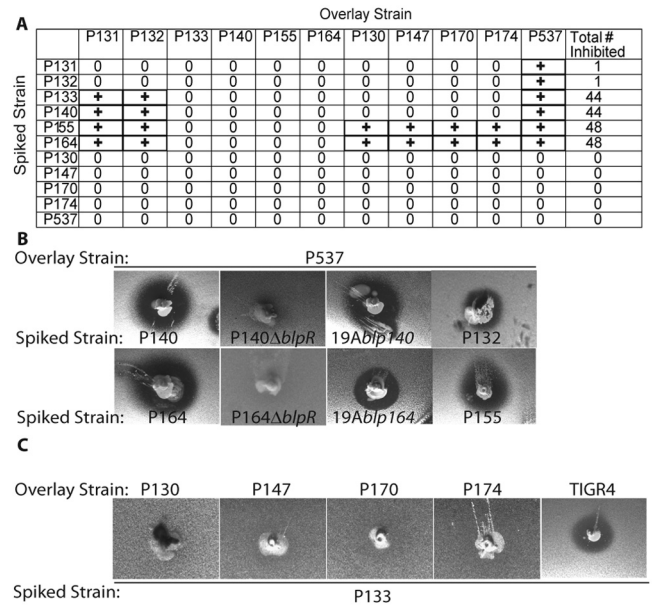 A
Overlay Strain
P131 P132 P133 P140 P155 P164 P130 P147 P170 P174 P537 Total # Inhibited
Spiked Strain
P131 0 0 0 0 0 0 0 0 0 0 + 1
P132 0 0 0 0 0 0 0 0 0 0 + 1
P133 + + 0 0 0 0 0 0 0 0 + 44
P140 + + 0 0 0 0 0 0 0 0 + 44
P155 + + 0 0 0 0 + + + + + 48
P164 + + 0 0 0 0 + + + + + 48
P130 0 0 0 0 0 0 0 0 0 0 0 0
P147 0 0 0 0 0 0 0 0 0 0 0 0
P170 0 0 0 0 0 0 0 0 0 0 0 0
P174 0 0 0 0 0 0 0 0 0 0 0 0
P537 0 0 0 0 0 0 0 0 0 0 0 0
B
Overlay Strain: P537
Spiked Strain: P140 P140ΔblpR 19Ablp140 P132
Spiked Strain: P164 P164ΔblpR 19Ablp164 P155
C
Overlay Strain: P130 P147 P170 P174 TIGR4
Spiked Strain: P133